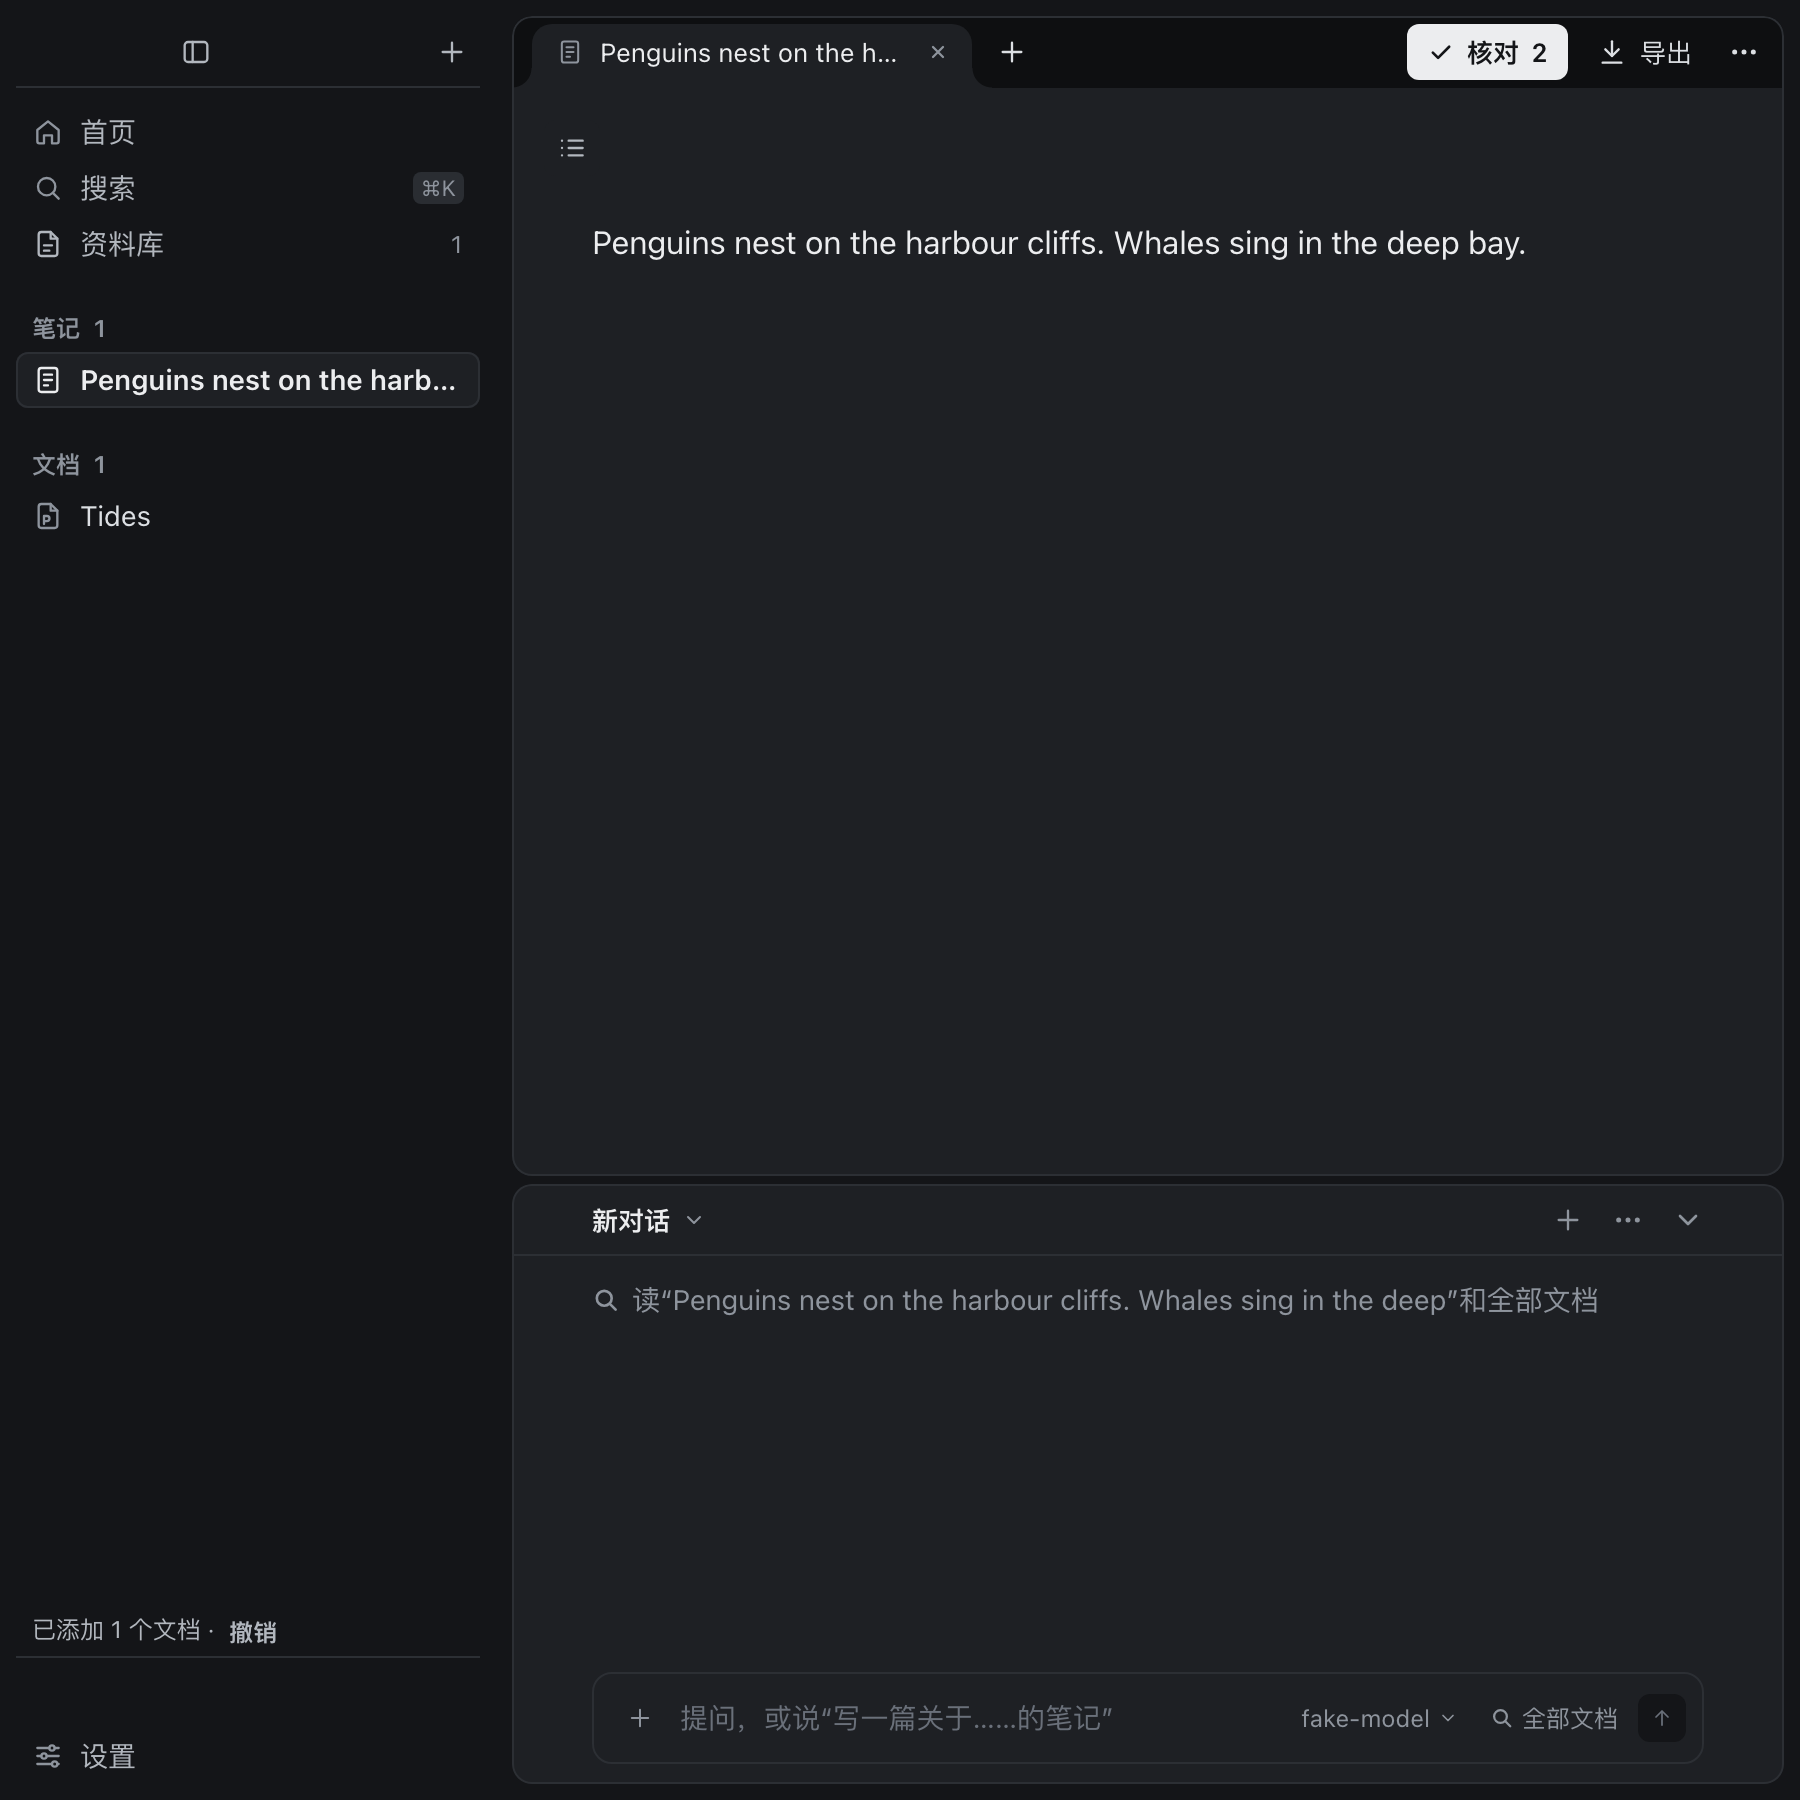 Penguins nest on the h...
核对 2
导出
首页
搜索 ⌘K
资料库 1
笔记 1
Penguins nest on the harb...
文档 1
Tides
已添加 1 个文档 · 撤销
设置
Penguins nest on the harbour cliffs. Whales sing in the deep bay.
新对话
读“Penguins nest on the harbour cliffs. Whales sing in the deep”和全部文档
提问，或说“写一篇关于……的笔记”
fake-model
全部文档